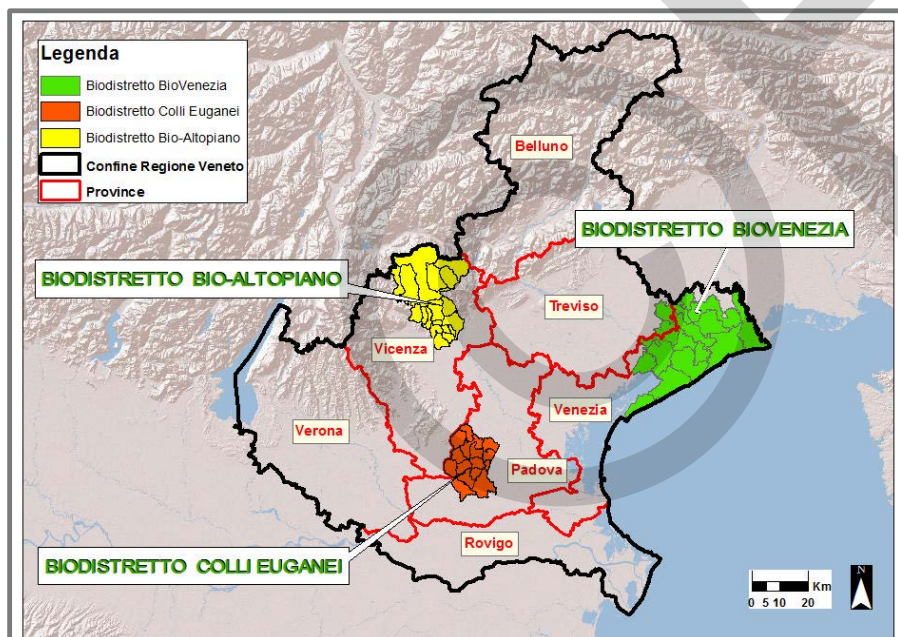 Legenda
Biodistretto BioVenezia
Biodistretto Colli Euganei
Biodistretto Bio-Altopiano
Confine Regione Veneto
Province
Belluno
BIODISTRETTO BIOVENEZIA
BIODISTRETTO BIO-ALTOPIANO
Treviso
Vicenza
Venezia
Verona
Padova
Rovigo
BIODISTRETTO COLLI EUGANEI
N
Km
0 5 10 20